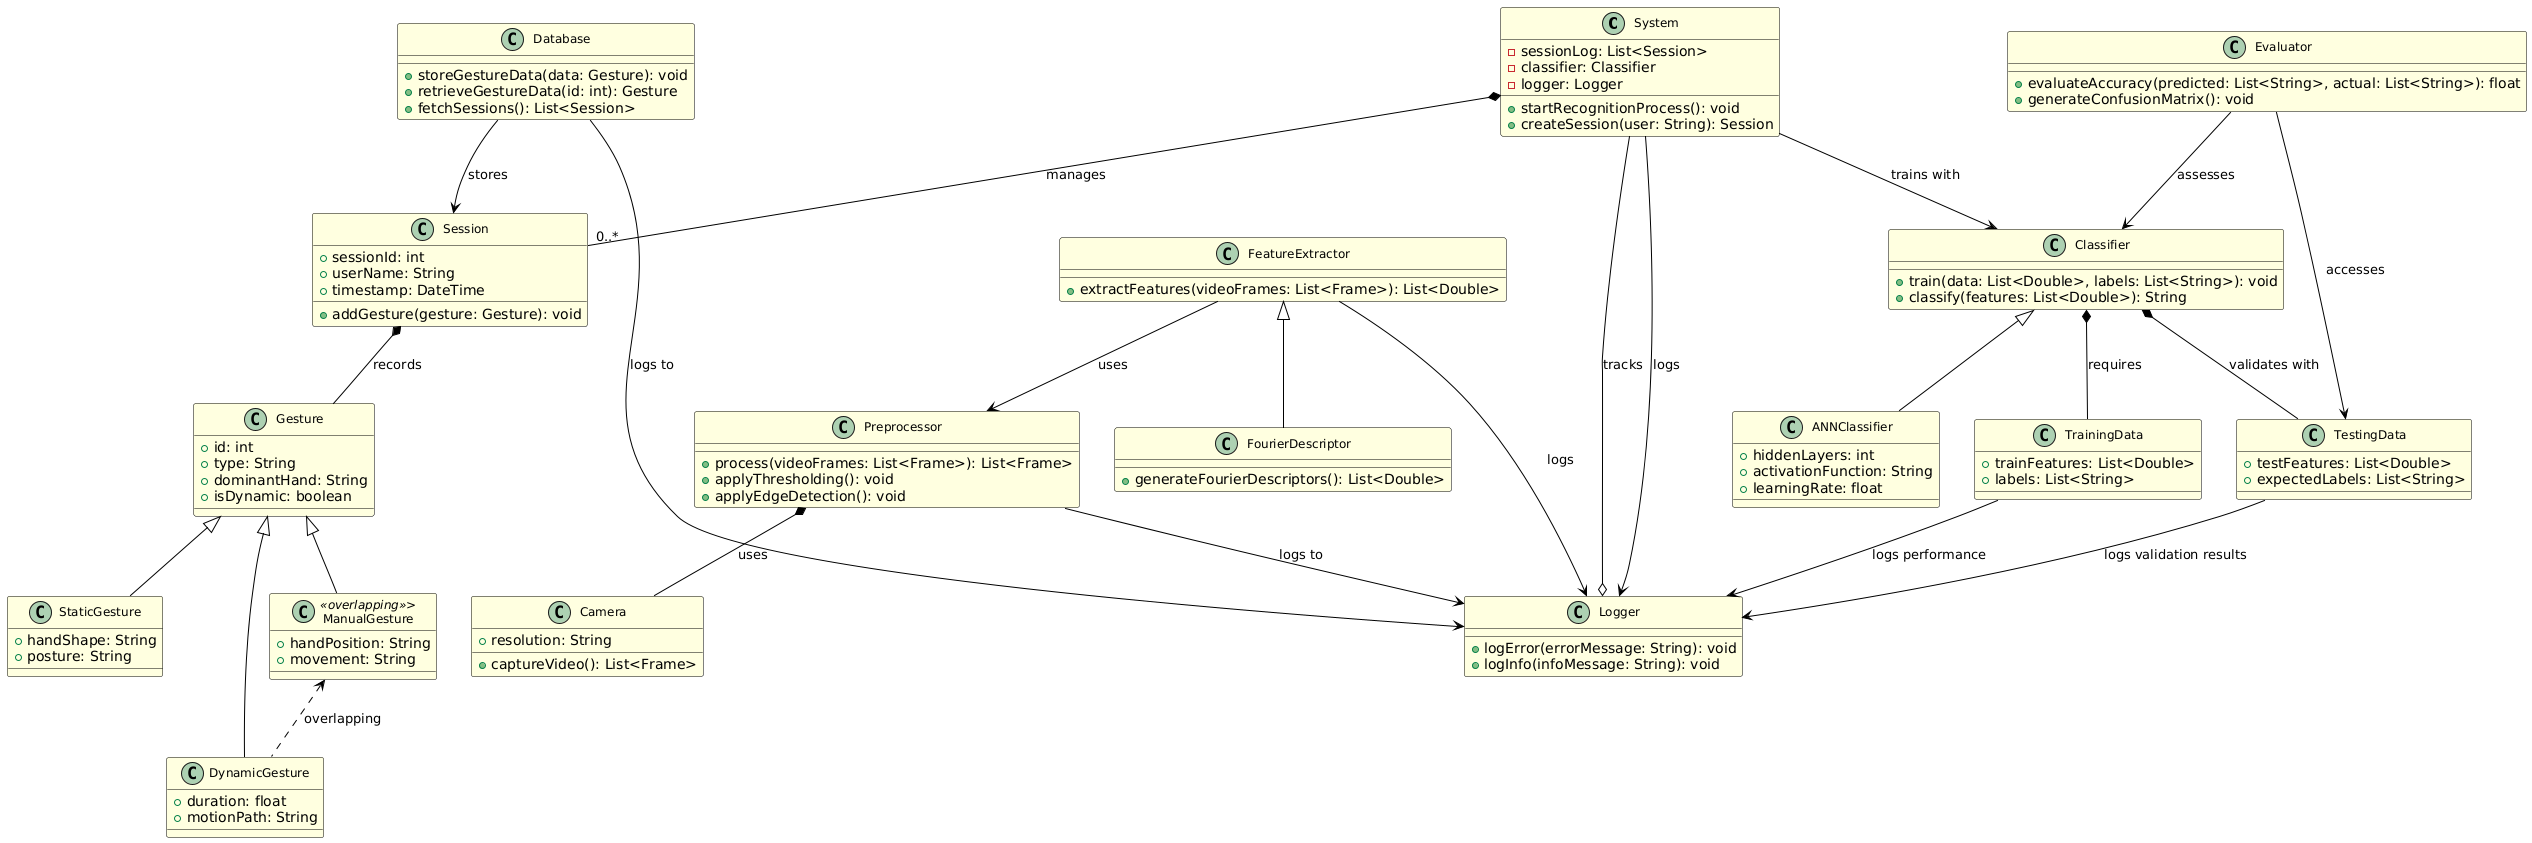 C Database
storeGestureData(data: Gesture): void
retrieveGestureData(id: int): Gesture
fetchSessions(): List<Session>
C System
sessionLog: List<Session>
classifier: Classifier
logger: Logger
startRecognitionProcess(): void
createSession(user: String): Session
C Evaluator
evaluateAccuracy(predicted: List<String>, actual: List<String>): float
generateConfusionMatrix(): void
stores
manages
trains with
assesses
C Session
sessionId: int
userName: String
timestamp: DateTime
addGesture(gesture: Gesture): void
0..*
C FeatureExtractor
extractFeatures(videoFrames: List<Frame>): List<Double>
C Classifier
train(data: List<Double>, labels: List<String>): void
classify(features: List<Double>): String
accesses
records
logs to
uses
tracks
logs
requires
validates with
C Gesture
id: int
type: String
dominantHand: String
isDynamic: boolean
C Preprocessor
process(videoFrames: List<Frame>): List<Frame>
applyThresholding(): void
applyEdgeDetection(): void
C FourierDescriptor
generateFourierDescriptors(): List<Double>
logs
C ANNClassifier
hiddenLayers: int
activationFunction: String
learningRate: float
C TrainingData
trainFeatures: List<Double>
labels: List<String>
C TestingData
testFeatures: List<Double>
expectedLabels: List<String>
uses
logs to
logs performance
logs validation results
C StaticGesture
handShape: String
posture: String
C «overlapping»>
ManualGesture
handPosition: String
movement: String
C Camera
resolution: String
captureVideo(): List<Frame>
C Logger
logError(errorMessage: String): void
logInfo(infoMessage: String): void
overlapping
C DynamicGesture
duration: float
motionPath: String